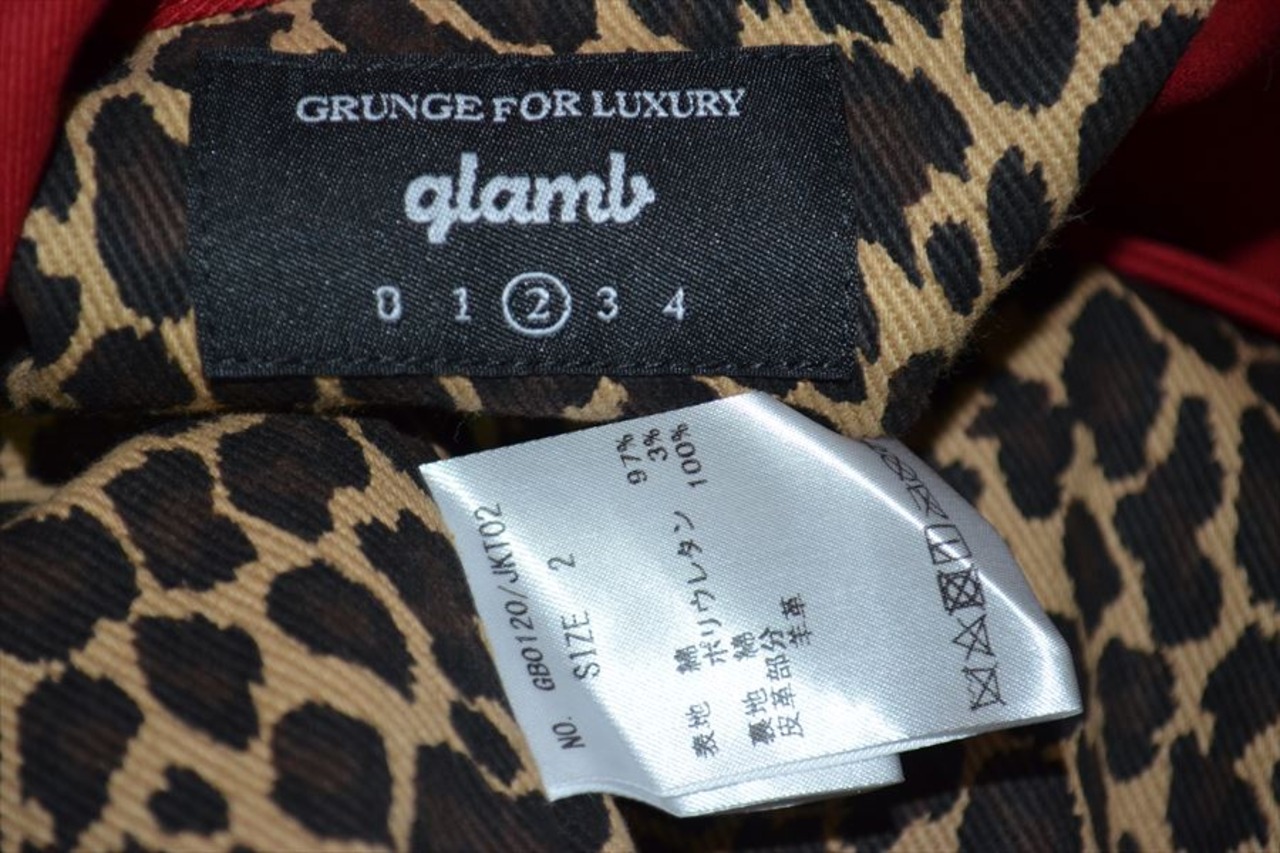 GRUNGE FOR LUXURY
glamb
0 1 2 3 4
NO. GB0120/JKT02
SIZE 2
表地 綿 97%
ポリウレタン 3%
裏地 綿 100%
皮革部分 羊革